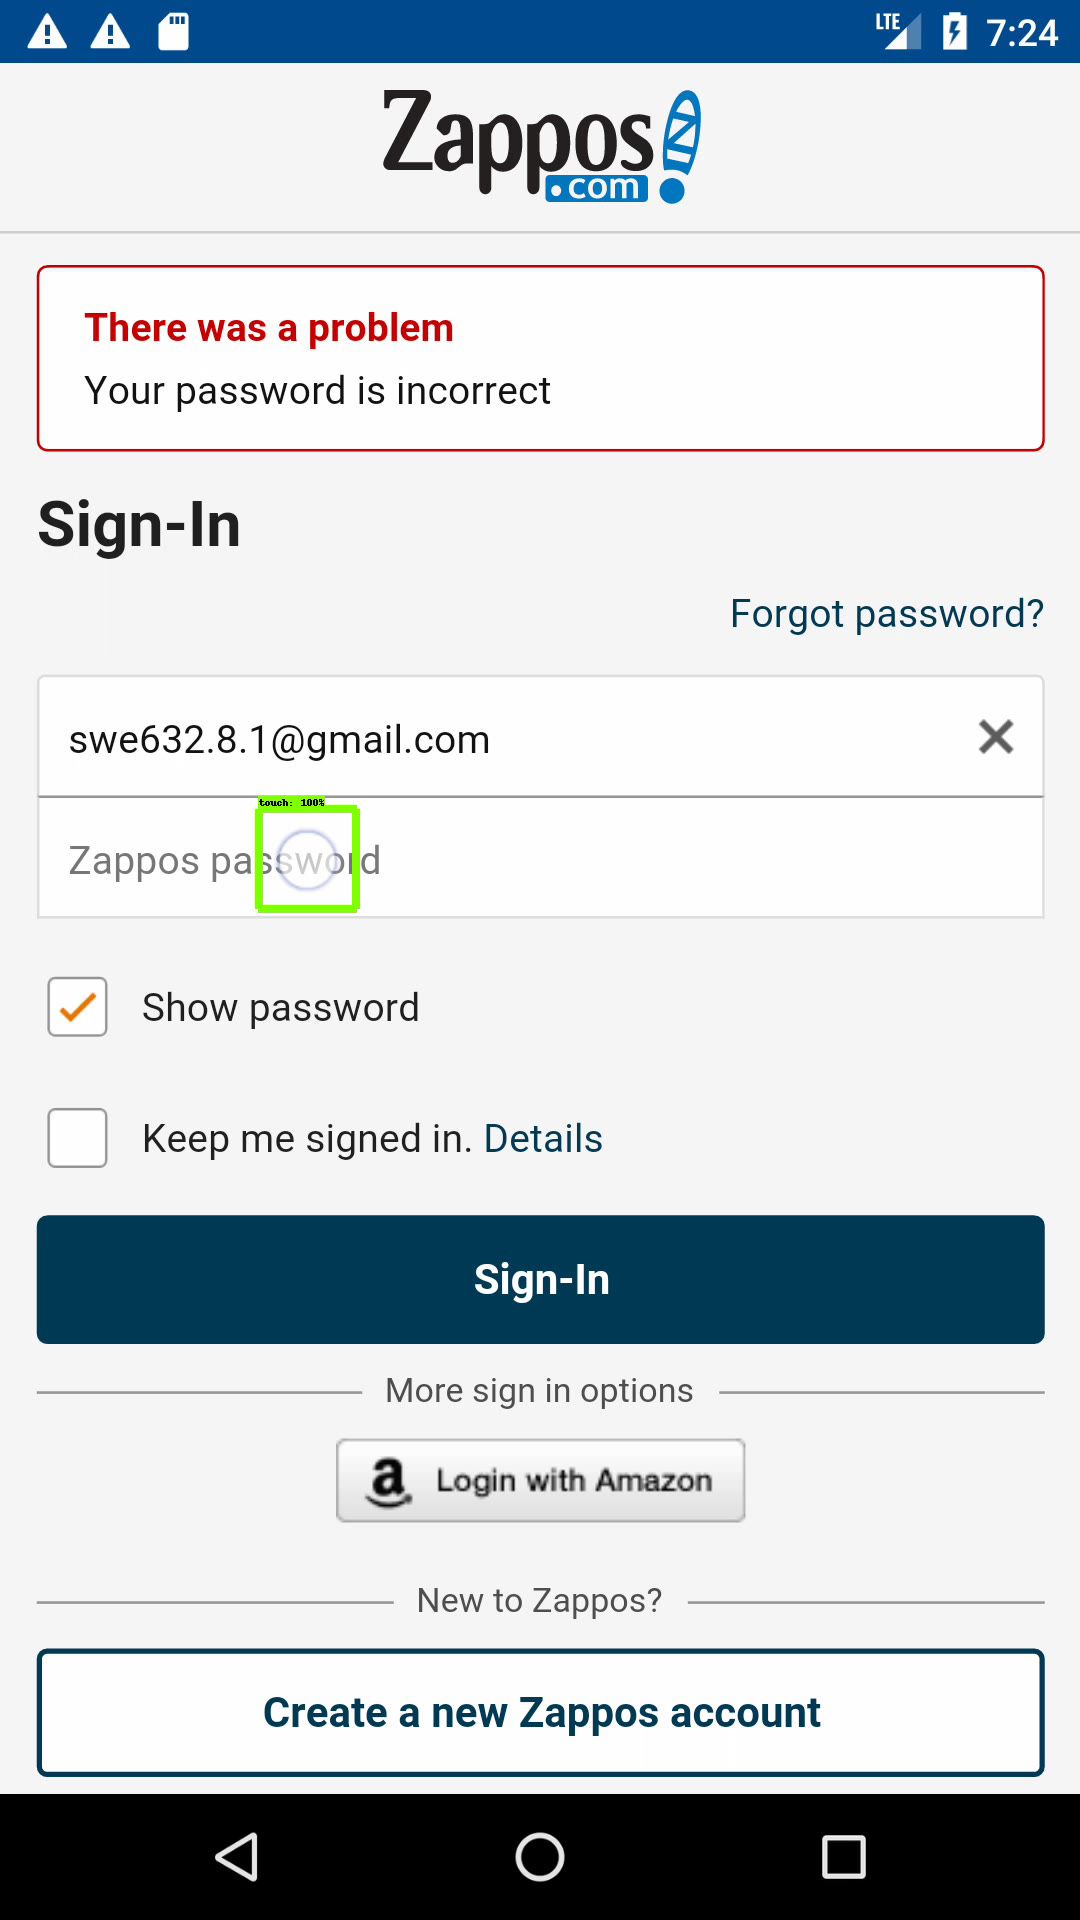 LTE 7:24
Zappos
.com
There was a problem
Your password is incorrect
Sign-In
Forgot password?
swe632.8.1@gmail.com
touch: 100%
Zappos password
Show password
Keep me signed in. Details
Sign-In
More sign in options
a Login with Amazon
New to Zappos?
Create a new Zappos account